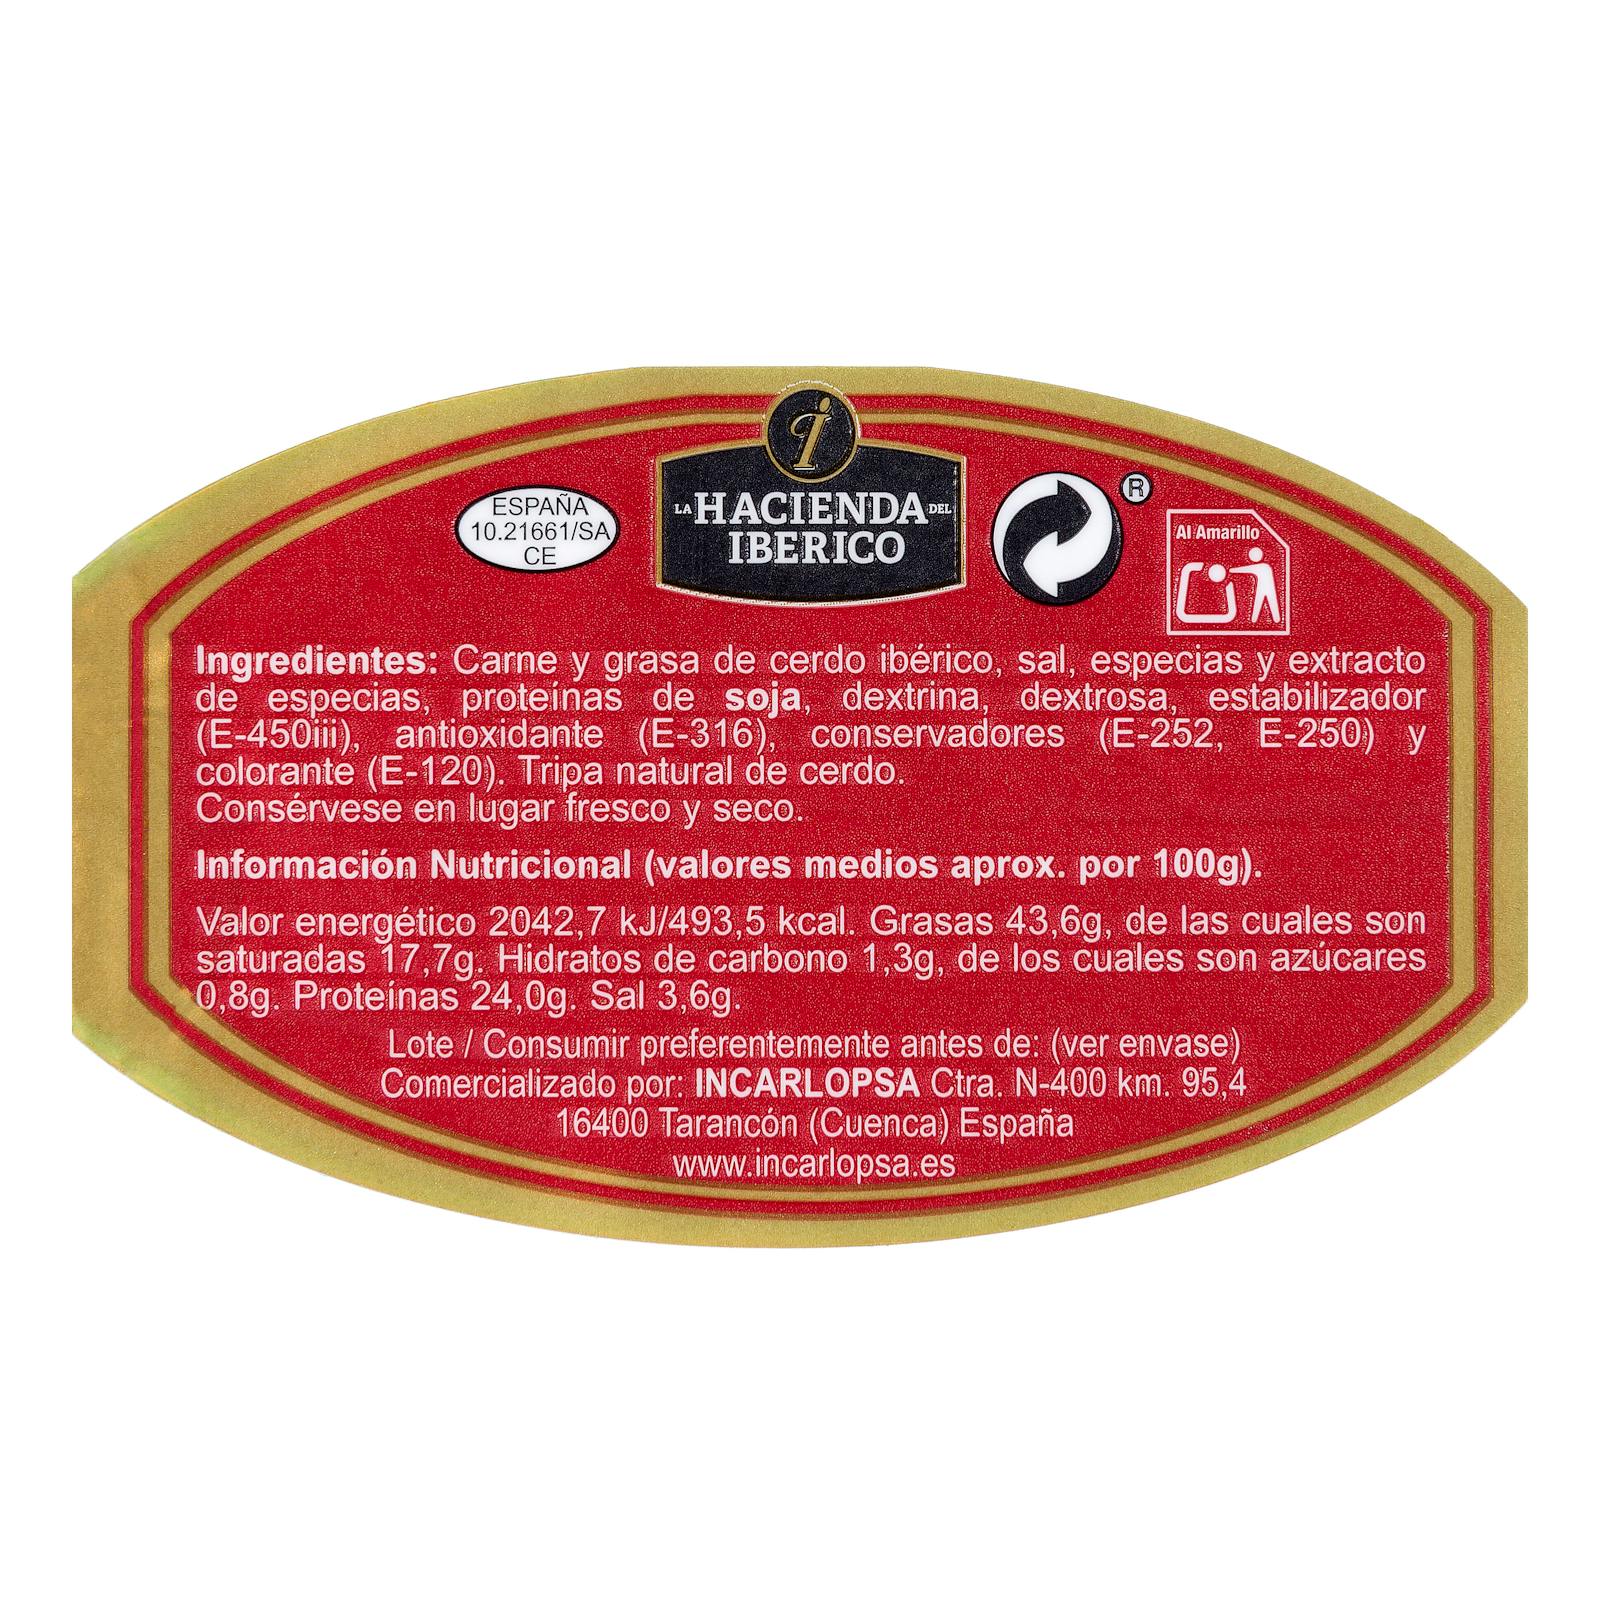 ESPAÑA
10.21661/SA
CE
LA HACIENDA DEL
IBERICO
®
Al Amarillo
Ingredientes: Carne y grasa de cerdo ibérico, sal, especias y extracto
de especias, proteínas de soja, dextrina, dextrosa, estabilizador
(E-450iii), antioxidante (E-316), conservadores (E-252, E-250) y
colorante (E-120). Tripa natural de cerdo.
Consérvese en lugar fresco y seco.
Información Nutricional (valores medios aprox. por 100g).
Valor energético 2042,7 kJ/493,5 kcal. Grasas 43,6g, de las cuales son
saturadas 17,7g. Hidratos de carbono 1,3g, de los cuales son azúcares
0,8g. Proteínas 24,0g. Sal 3,6g.
Lote / Consumir preferentemente antes de: (ver envase)
Comercializado por: INCARLOPSA Ctra. N-400 km. 95,4
16400 Tarancón (Cuenca) España
www.incarlopsa.es